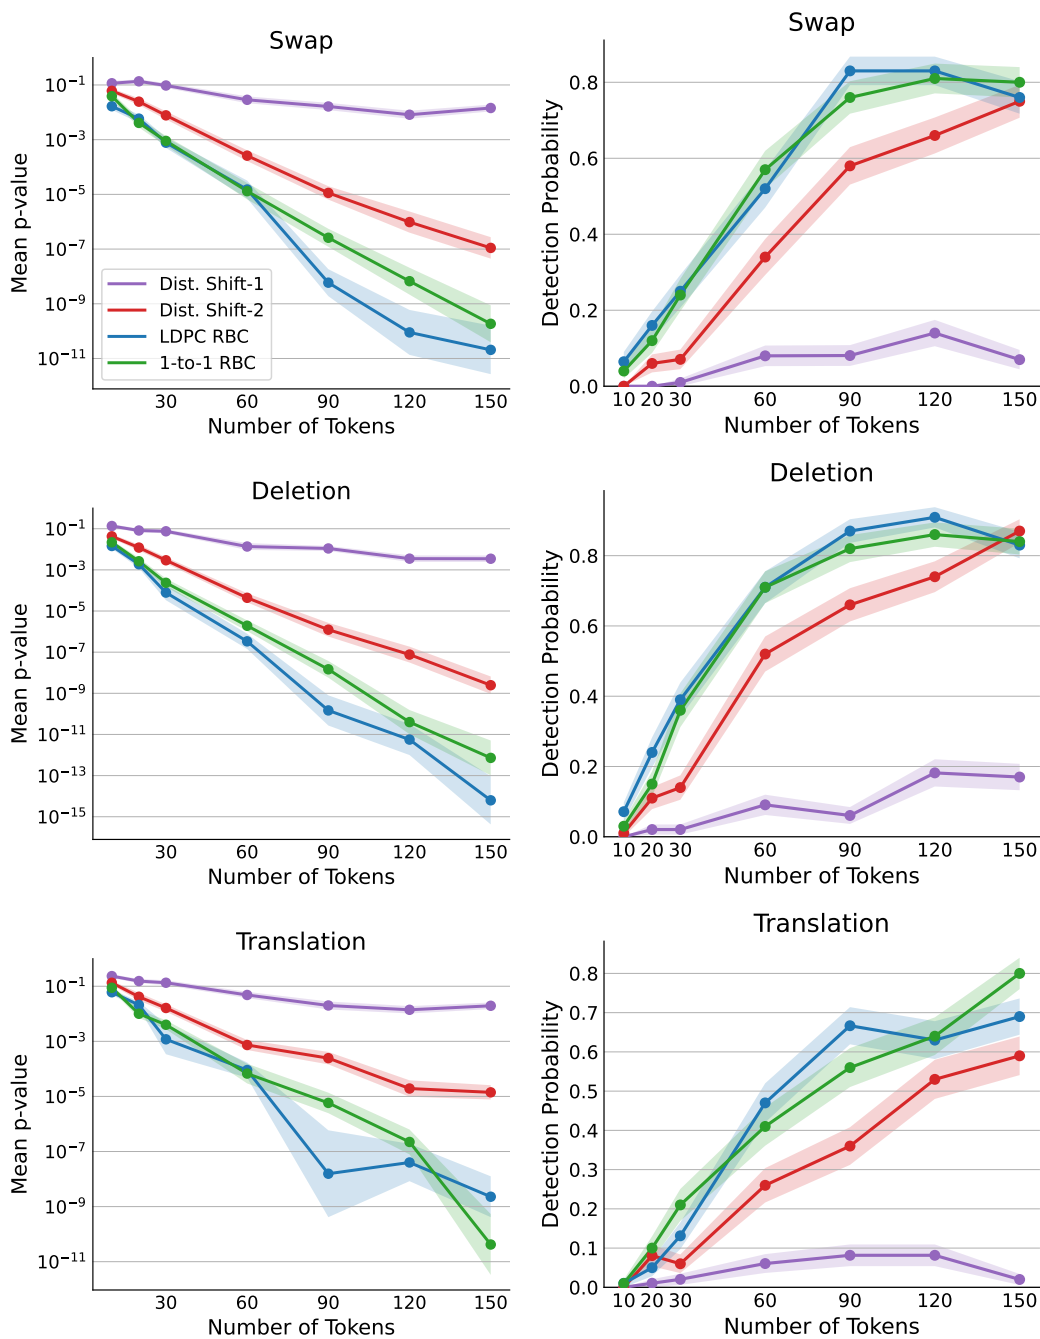 Swap
Mean p-value
10⁻¹
10⁻³
10⁻⁵
10⁻⁷
10⁻⁹
10⁻¹¹
Dist. Shift-1
Dist. Shift-2
LDPC RBC
1-to-1 RBC
30 60 90 120 150
Number of Tokens
Swap
Detection Probability
0.8
0.6
0.4
0.2
0.0
10 20 30 60 90 120 150
Number of Tokens
Deletion
Mean p-value
10⁻¹
10⁻³
10⁻⁵
10⁻⁷
10⁻⁹
10⁻¹¹
10⁻¹³
10⁻¹⁵
30 60 90 120 150
Number of Tokens
Deletion
Detection Probability
0.8
0.6
0.4
0.2
0.0
10 20 30 60 90 120 150
Number of Tokens
Translation
Mean p-value
10⁻¹
10⁻³
10⁻⁵
10⁻⁷
10⁻⁹
10⁻¹¹
30 60 90 120 150
Number of Tokens
Translation
Detection Probability
0.8
0.7
0.6
0.5
0.4
0.3
0.2
0.1
0.0
10 20 30 60 90 120 150
Number of Tokens